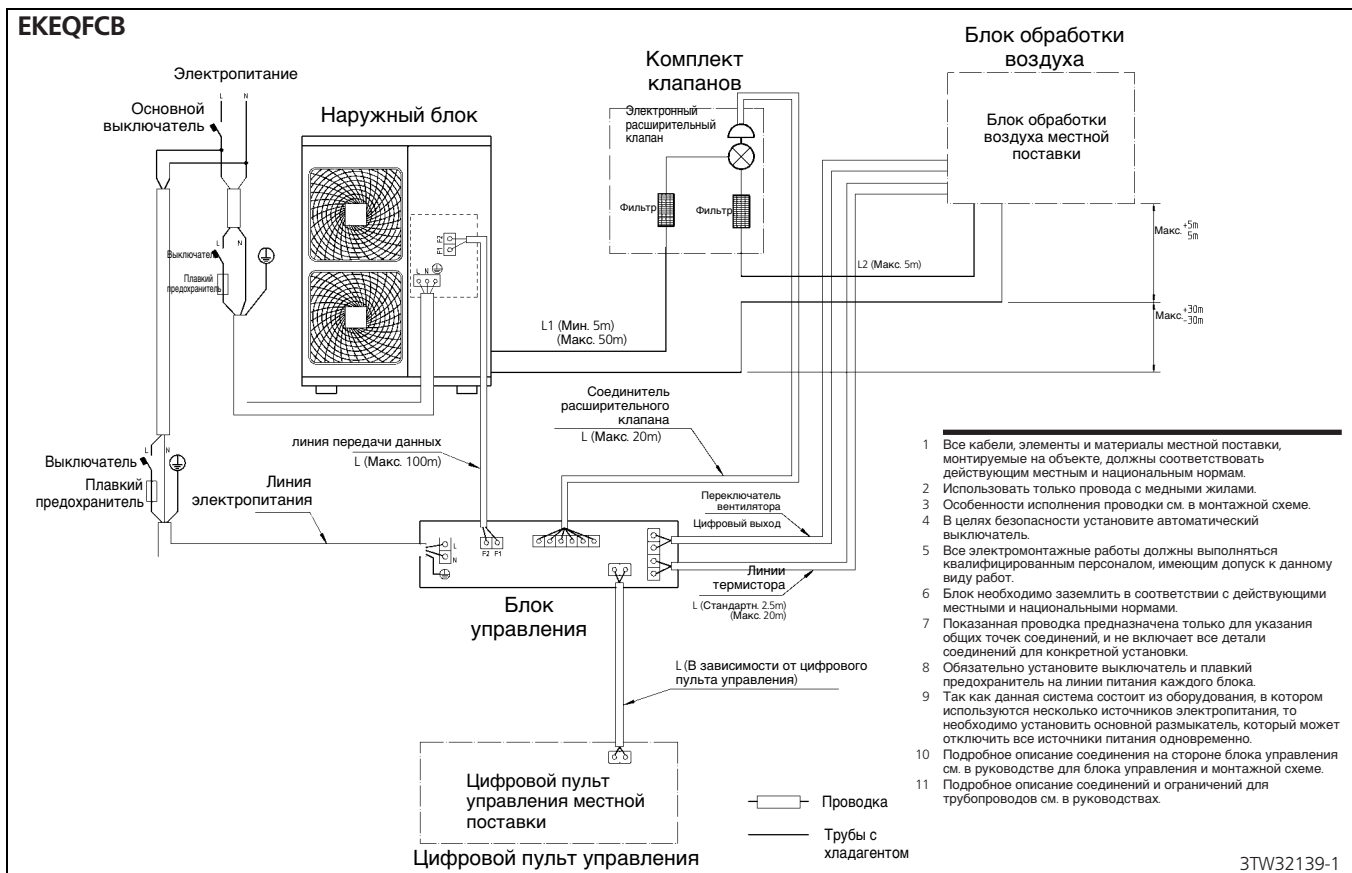 EKEQFCB
Электропитание
L N
Основной
выключатель
Наружный блок
Комплект
клапанов
Электронный
расширительный
клапан
Фильтр
Фильтр
Блок обработки
воздуха
Блок обработки
воздуха местной
поставки
Макс. +5m
5m
L2 (Макс. 5m)
Макс. +30m
-30m
L N
Выключатель
Плавкий
предохранитель
F1 F2
L N
L1 (Мин. 5m)
(Макс. 50m)
Соединитель
расширительного
клапана
L (Макс. 20m)
линия передачи данных
L (Макс. 100m)
L N
Выключатель
Плавкий
предохранитель
Линия
электропитания
Переключатель
вентилятора
Цифровый выход
L
N
F2 F1
Линии
термистора
L (Стандартн. 2.5m)
(Макс. 20m)
Блок
управления
L (В зависимости от цифрового
пульта управления)
Цифровой пульт
управления местной
поставки
Цифровой пульт управления
Проводка
Трубы с
хладагентом
1 Все кабели, элементы и материалы местной поставки,
монтируемые на объекте, должны соответствовать
действующим местным и национальным нормам.
2 Использовать только провода с медными жилами.
3 Особенности исполнения проводки см. в монтажной схеме.
4 В целях безопасности установите автоматический
выключатель.
5 Все электромонтажные работы должны выполняться
квалифицированным персоналом, имеющим допуск к данному
виду работ.
6 Блок необходимо заземлить в соответствии с действующими
местными и национальными нормами.
7 Показанная проводка предназначена только для указания
общих точек соединений, и не включает все детали
соединений для конкретной установки.
8 Обязательно установите выключатель и плавкий
предохранитель на линии питания каждого блока.
9 Так как данная система состоит из оборудования, в котором
используются несколько источников электропитания, то
необходимо установить основной размыкатель, который может
отключить все источники питания одновременно.
10 Подробное описание соединения на стороне блока управления
см. в руководстве для блока управления и монтажной схеме.
11 Подробное описание соединений и ограничений для
трубопроводов см. в руководствах.
3TW32139-1